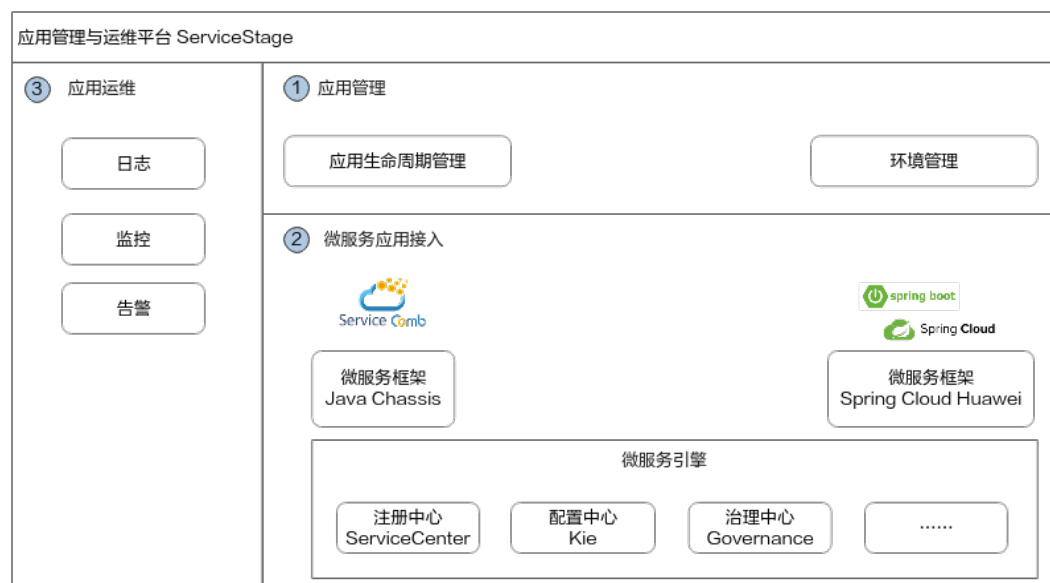 应用管理与运维平台 ServiceStage
3 应用运维
日志
监控
告警
1 应用管理
应用生命周期管理
环境管理
2 微服务应用接入
Service Comb
spring boot
Spring Cloud
微服务框架
Java Chassis
微服务框架
Spring Cloud Huawei
微服务引擎
注册中心
ServiceCenter
配置中心
Kie
治理中心
Governance
……